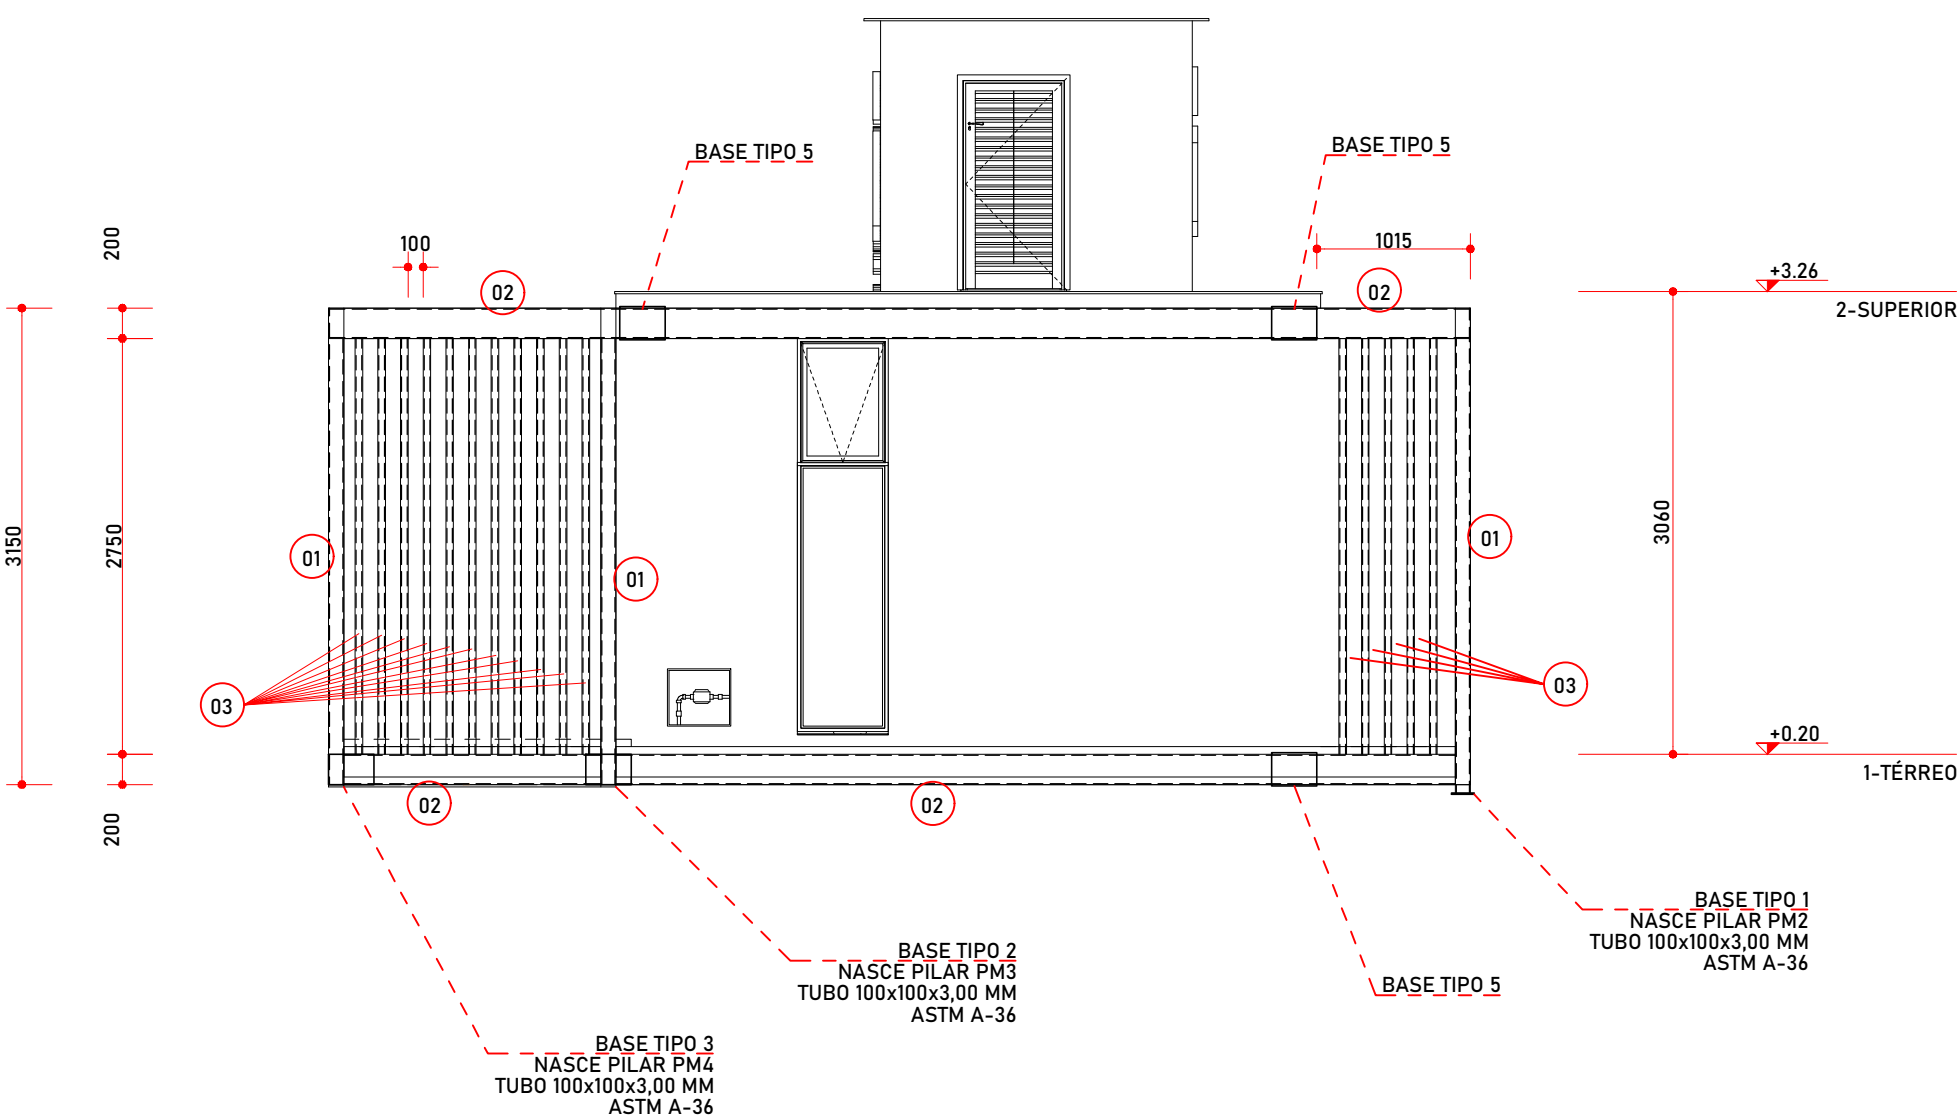 BASE TIPO 5
BASE TIPO 5
200
100
1015
02
02
+3.26
2-SUPERIOR
3150
2750
01
01
01
3060
03
03
+0.20
1-TÉRREO
200
02
02
BASE TIPO 1
NASCE PILAR PM2
TUBO 100x100x3,00 MM
ASTM A-36
BASE TIPO 2
NASCE PILAR PM3
TUBO 100x100x3,00 MM
ASTM A-36
BASE TIPO 5
BASE TIPO 3
NASCE PILAR PM4
TUBO 100x100x3,00 MM
ASTM A-36